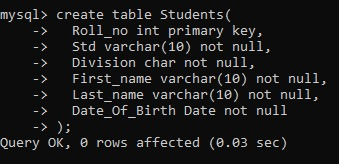 mysql> create table Students(
    -> Roll_no int primary key,
    -> Std varchar(10) not null,
    -> Division char not null,
    -> First_name varchar(10) not null,
    -> Last_name varchar(10) not null,
    -> Date_Of_Birth Date not null
    -> );
Query OK, 0 rows affected (0.03 sec)